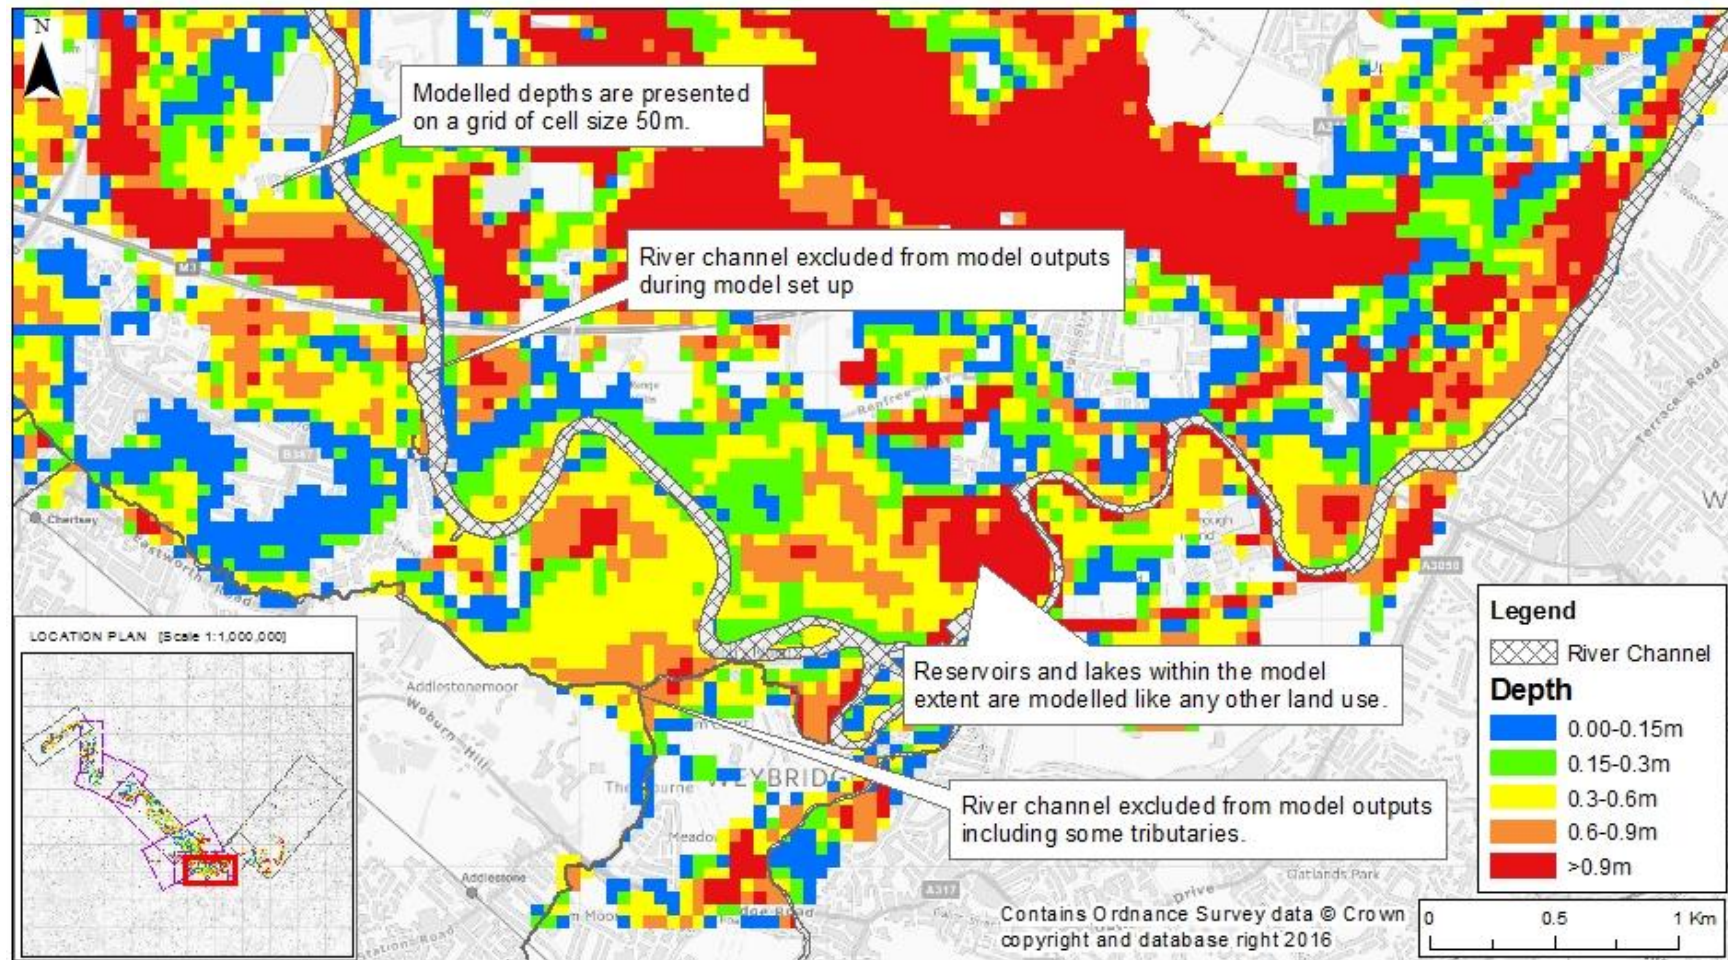 N
Modelled depths are presented
on a grid of cell size 50m.
River channel excluded from model outputs
during model set up
M3
B387
Chertsey
A3050
Terrace Road
LOCATION PLAN [Scale 1:1,000,000]
Addlestonemoor
Woburn Hill
Reservoirs and lakes within the model
extent are modelled like any other land use.
River channel excluded from model outputs
including some tributaries.
Addlestone
A317
Drive
Oatlands Park
Legend
River Channel
Depth
0.00-0.15m
0.15-0.3m
0.3-0.6m
0.6-0.9m
>0.9m
Contains Ordnance Survey data © Crown
copyright and database right 2016
0 0.5 1 Km